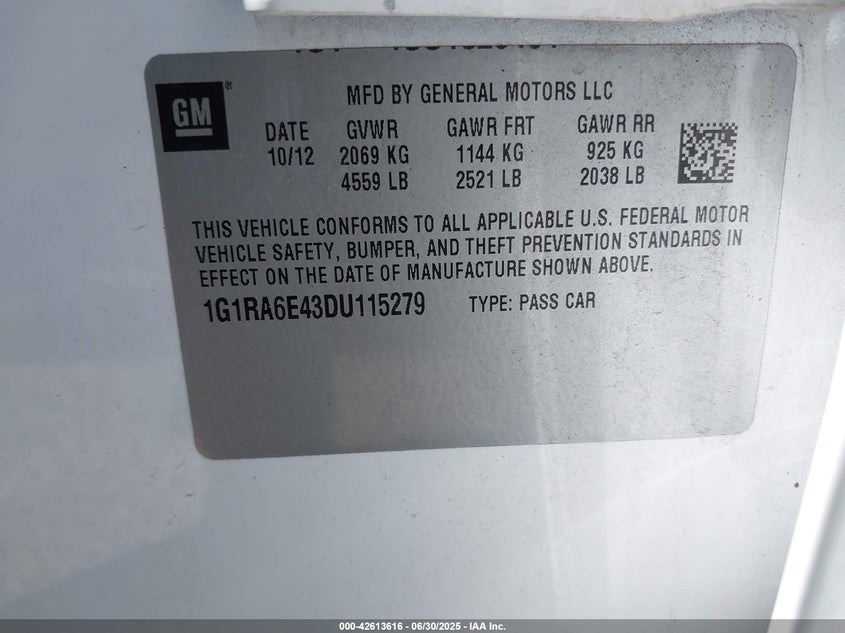 GM ®
MFD BY GENERAL MOTORS LLC
DATE GVWR GAWR FRT GAWR RR
10/12 2069 KG 1144 KG 925 KG
4559 LB 2521 LB 2038 LB
THIS VEHICLE CONFORMS TO ALL APPLICABLE U.S. FEDERAL MOTOR
VEHICLE SAFETY, BUMPER, AND THEFT PREVENTION STANDARDS IN
EFFECT ON THE DATE OF MANUFACTURE SHOWN ABOVE.
1G1RA6E43DU115279 TYPE: PASS CAR
000-42613616 - 06/30/2025 - IAA Inc.